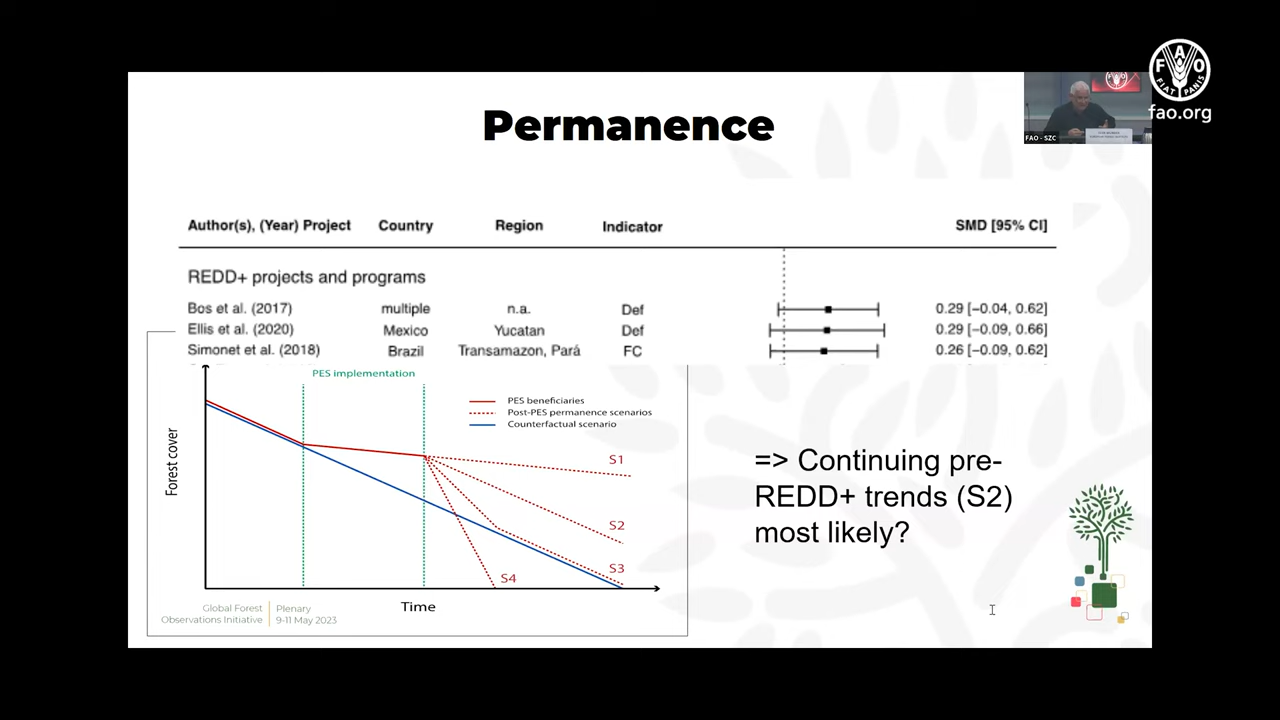 FAO
FIAT PANIS
fao.org
FAO - SZC
Permanence
Author(s), (Year) Project Country Region Indicator SMD [95% CI]
REDD+ projects and programs
Bos et al. (2017) multiple n.a. Def 0.29 [−0.04, 0.62]
Ellis et al. (2020) Mexico Yucatan Def 0.29 [−0.09, 0.66]
Simonet et al. (2018) Brazil Transamazon, Pará FC 0.26 [−0.09, 0.62]
PES implementation
PES beneficiaries
Post-PES permanence scenarios
Counterfactual scenario
Forest cover
S1
S2
S3
S4
Time
=> Continuing pre-
REDD+ trends (S2)
most likely?
Global Forest
Observations Initiative
Plenary
9-11 May 2023